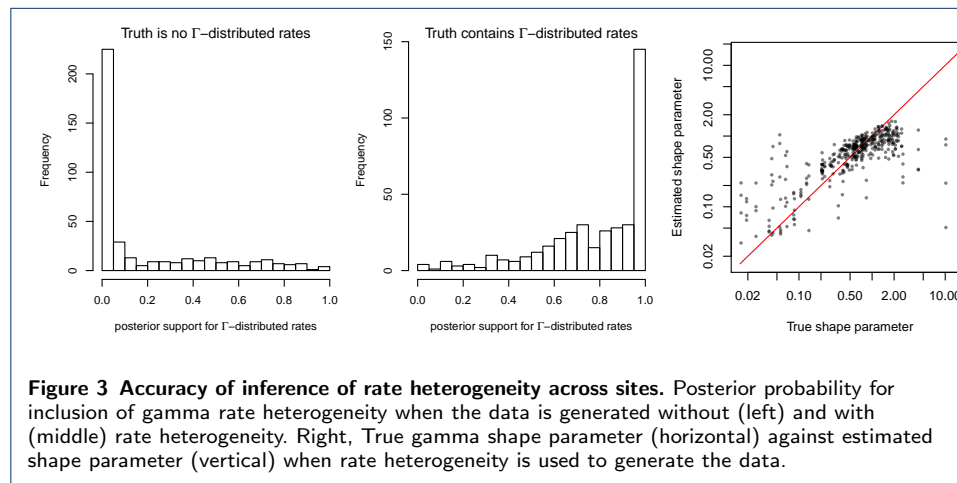 Truth is no Γ−distributed rates
Frequency
200
150
100
50
0
0.0 0.2 0.4 0.6 0.8 1.0
posterior support for Γ−distributed rates
Truth contains Γ−distributed rates
Frequency
150
100
50
0
0.0 0.2 0.4 0.6 0.8 1.0
posterior support for Γ−distributed rates
Estimated shape parameter
10.00
2.00
0.50
0.10
0.02
0.02 0.10 0.50 2.00 10.00
True shape parameter
Figure 3 Accuracy of inference of rate heterogeneity across sites. Posterior probability for
inclusion of gamma rate heterogeneity when the data is generated without (left) and with
(middle) rate heterogeneity. Right, True gamma shape parameter (horizontal) against estimated
shape parameter (vertical) when rate heterogeneity is used to generate the data.